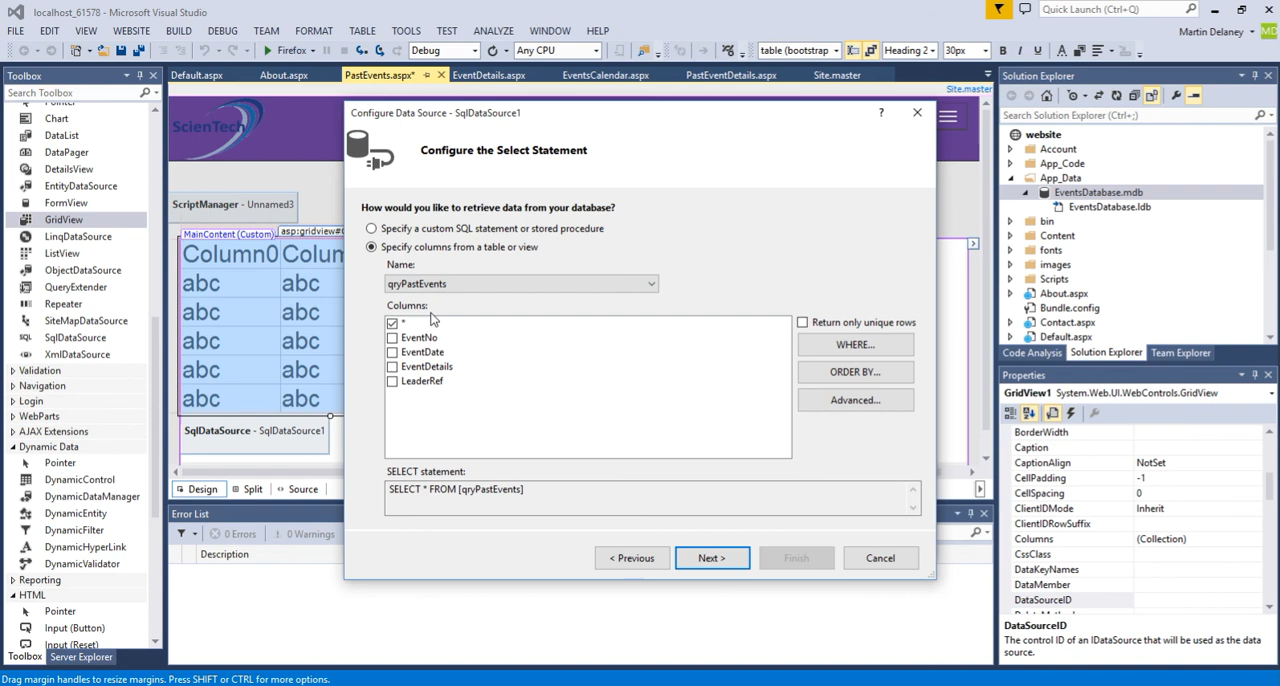 localhost_61578 - Microsoft Visual Studio
Quick Launch (Ctrl+Q)
FILE EDIT VIEW WEBSITE BUILD DEBUG TEAM FORMAT TABLE TOOLS TEST ANALYZE WINDOW HELP
Martin Delaney MD
Firefox Debug Any CPU table (bootstrap Heading 2 30px B I U
Toolbox
Search Toolbox
Pointer
Chart
DataList
DataPager
DetailsView
EntityDataSource
FormView
GridView
LinqDataSource
ListView
ObjectDataSource
QueryExtender
Repeater
SiteMapDataSource
SqlDataSource
XmlDataSource
Validation
Navigation
Login
WebParts
AJAX Extensions
Dynamic Data
Pointer
DynamicControl
DynamicDataManager
DynamicEntity
DynamicFilter
DynamicHyperLink
DynamicValidator
Reporting
HTML
Pointer
Input (Button)
Input (Reset)
Toolbox Server Explorer
Default.aspx About.aspx PastEvents.aspx* EventDetails.aspx EventsCalendar.aspx PastEventDetails.aspx Site.master
Site.master
ScienTech
ScriptManager - Unnamed3
MainContent (Custom) asp:gridview#G
Column0 Colum
abc abc
abc abc
abc abc
abc abc
abc abc
SqlDataSource - SqlDataSource1
Design Split Source
Error List
0 Errors 0 Warnings
Description
Configure Data Source - SqlDataSource1
?
Configure the Select Statement
How would you like to retrieve data from your database?
Specify a custom SQL statement or stored procedure
Specify columns from a table or view
Name:
qryPastEvents
Columns:
*
EventNo
EventDate
EventDetails
LeaderRef
Return only unique rows
WHERE...
ORDER BY...
Advanced...
SELECT statement:
SELECT * FROM [qryPastEvents]
< Previous Next > Finish Cancel
Solution Explorer
Search Solution Explorer (Ctrl+;)
website
Account
App_Code
App_Data
EventsDatabase.mdb
EventsDatabase.ldb
bin
Content
fonts
images
Scripts
About.aspx
Bundle.config
Contact.aspx
Default.aspx
Code Analysis Solution Explorer Team Explorer
Properties
GridView1 System.Web.UI.WebControls.GridView
BorderWidth
Caption
CaptionAlign NotSet
CellPadding -1
CellSpacing 0
ClientIDMode Inherit
ClientIDRowSuffix
Columns (Collection)
CssClass
DataKeyNames
DataMember
DataSourceID
DataSourceID
The control ID of an IDataSource that will be used as the data
source.
Drag margin handles to resize margins. Press SHIFT or CTRL for more options.